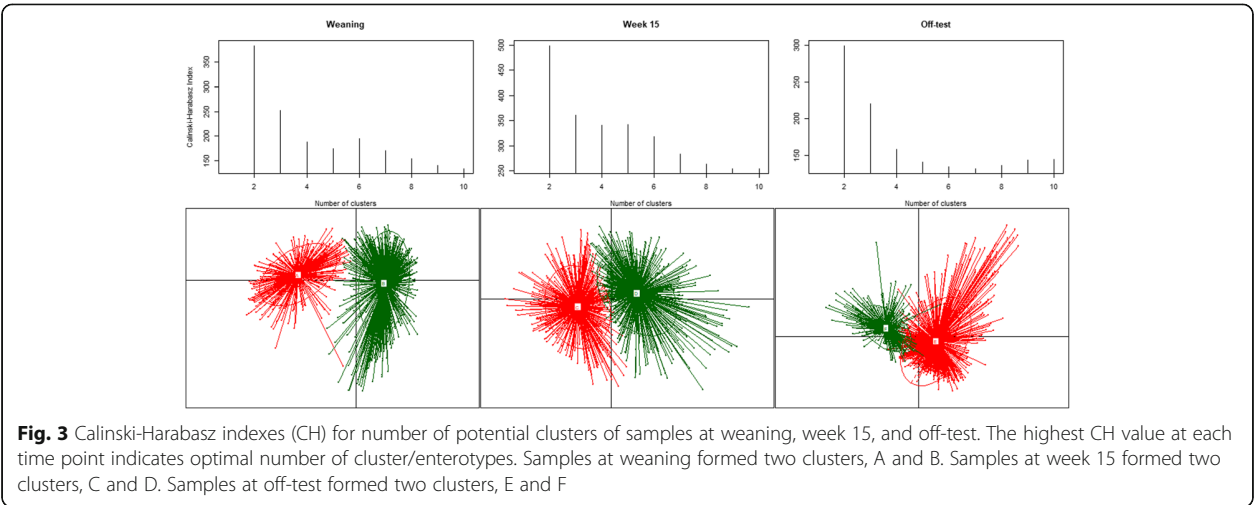 Weaning
Week 15
Off-test
Calinski-Harabasz Index
350
300
250
200
150
2 4 6 8 10
Number of clusters
500
450
400
350
300
250
2 4 6 8 10
Number of clusters
300
250
200
150
2 4 6 8 10
Number of clusters
Fig. 3 Calinski-Harabasz indexes (CH) for number of potential clusters of samples at weaning, week 15, and off-test. The highest CH value at each
time point indicates optimal number of cluster/enterotypes. Samples at weaning formed two clusters, A and B. Samples at week 15 formed two
clusters, C and D. Samples at off-test formed two clusters, E and F